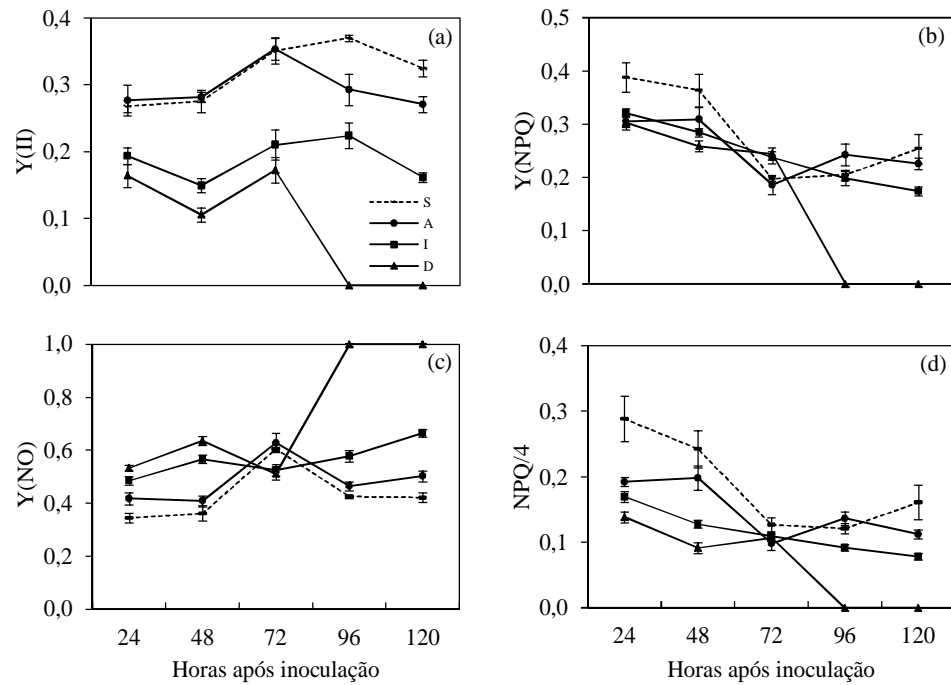 0,4
0,3
0,2
0,1
0,0
Y(II)
(a)
S
A
I
D
0,5
0,4
0,3
0,2
0,1
0,0
Y(NPQ)
(b)
1,0
0,8
0,6
0,4
0,2
0,0
Y(NO)
(c)
24 48 72 96 120
Horas após inoculação
0,4
0,3
0,2
0,1
0,0
NPQ/4
(d)
24 48 72 96 120
Horas após inoculação